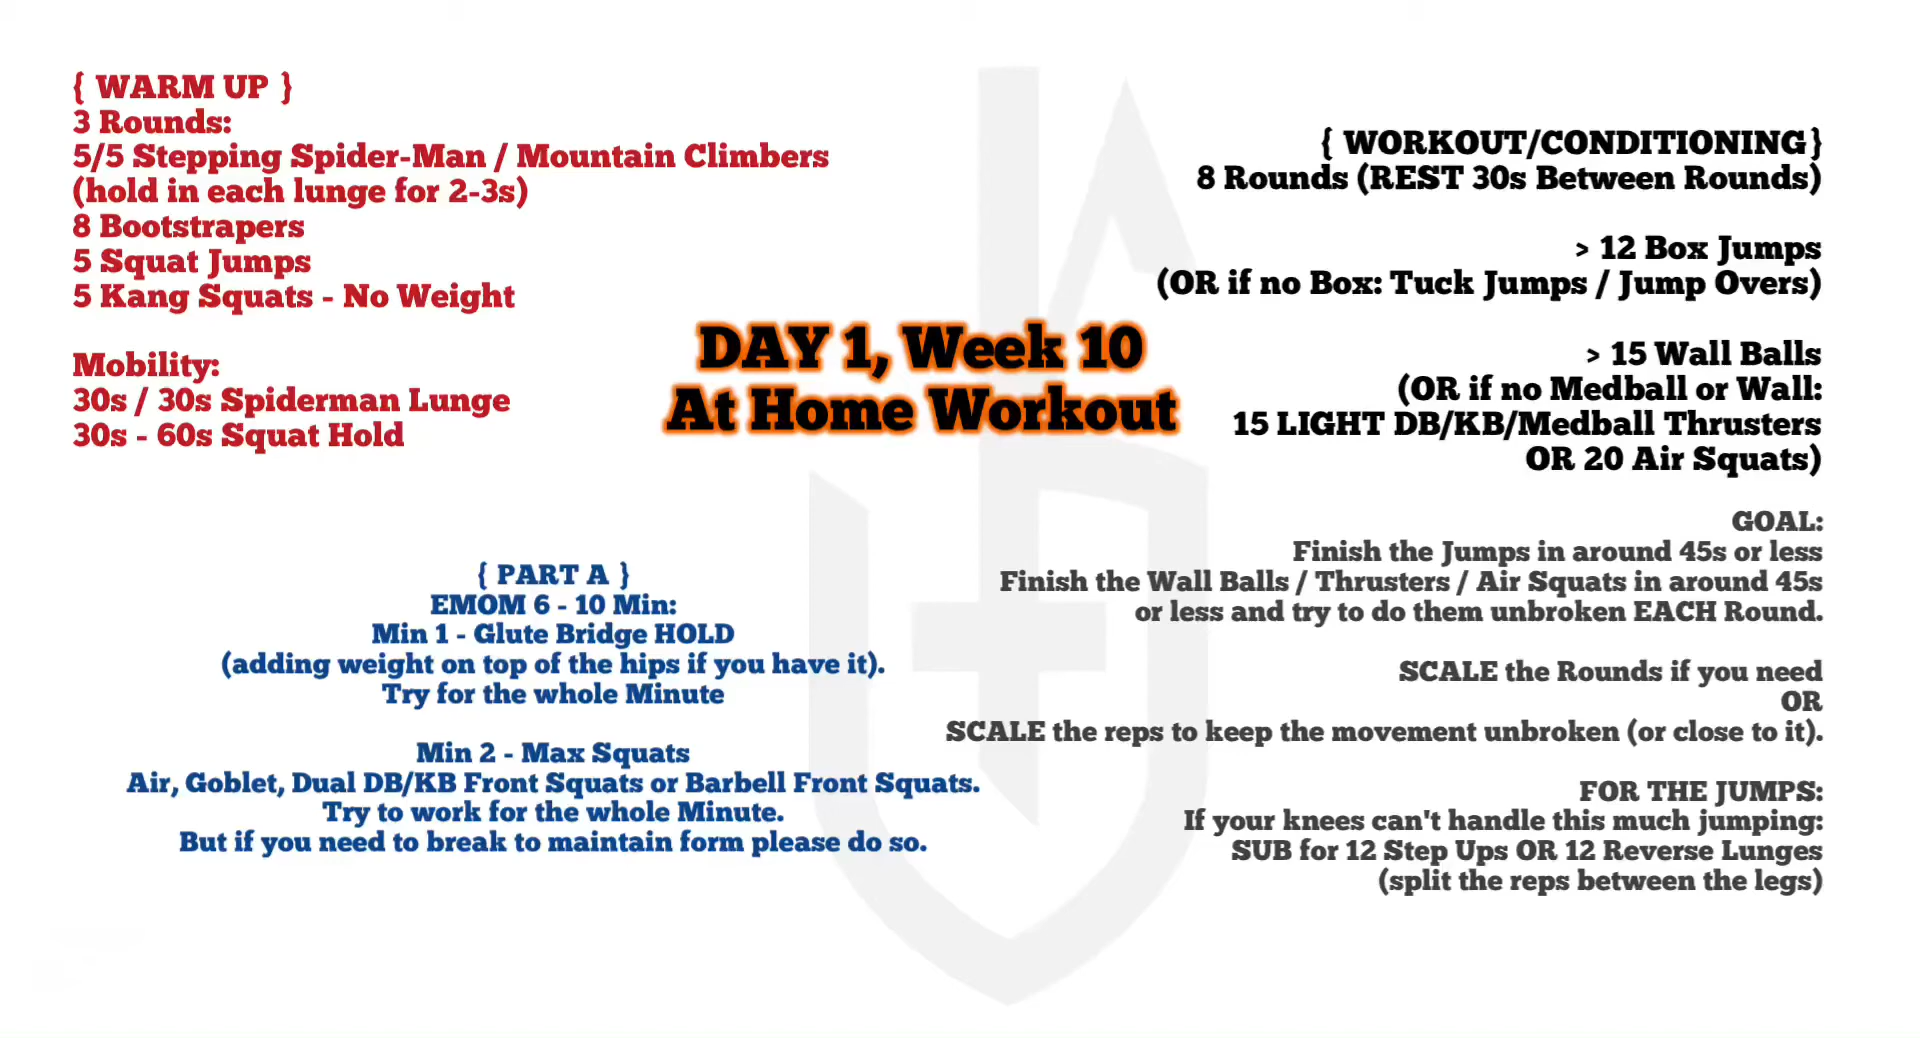 { WARM UP }
3 Rounds:
5/5 Stepping Spider-Man / Mountain Climbers
(hold in each lunge for 2-3s)
8 Bootstrapers
5 Squat Jumps
5 Kang Squats - No Weight
Mobility:
30s / 30s Spiderman Lunge
30s - 60s Squat Hold
DAY 1, Week 10
At Home Workout
{ PART A }
EMOM 6 - 10 Min:
Min 1 - Glute Bridge HOLD
(adding weight on top of the hips if you have it).
Try for the whole Minute
Min 2 - Max Squats
Air, Goblet, Dual DB/KB Front Squats or Barbell Front Squats.
Try to work for the whole Minute.
But if you need to break to maintain form please do so.
{ WORKOUT/CONDITIONING}
8 Rounds (REST 30s Between Rounds)
> 12 Box Jumps
(OR if no Box: Tuck Jumps / Jump Overs)
> 15 Wall Balls
(OR if no Medball or Wall:
15 LIGHT DB/KB/Medball Thrusters
OR 20 Air Squats)
GOAL:
Finish the Jumps in around 45s or less
Finish the Wall Balls / Thrusters / Air Squats in around 45s
or less and try to do them unbroken EACH Round.
SCALE the Rounds if you need
OR
SCALE the reps to keep the movement unbroken (or close to it).
FOR THE JUMPS:
If your knees can't handle this much jumping:
SUB for 12 Step Ups OR 12 Reverse Lunges
(split the reps between the legs)